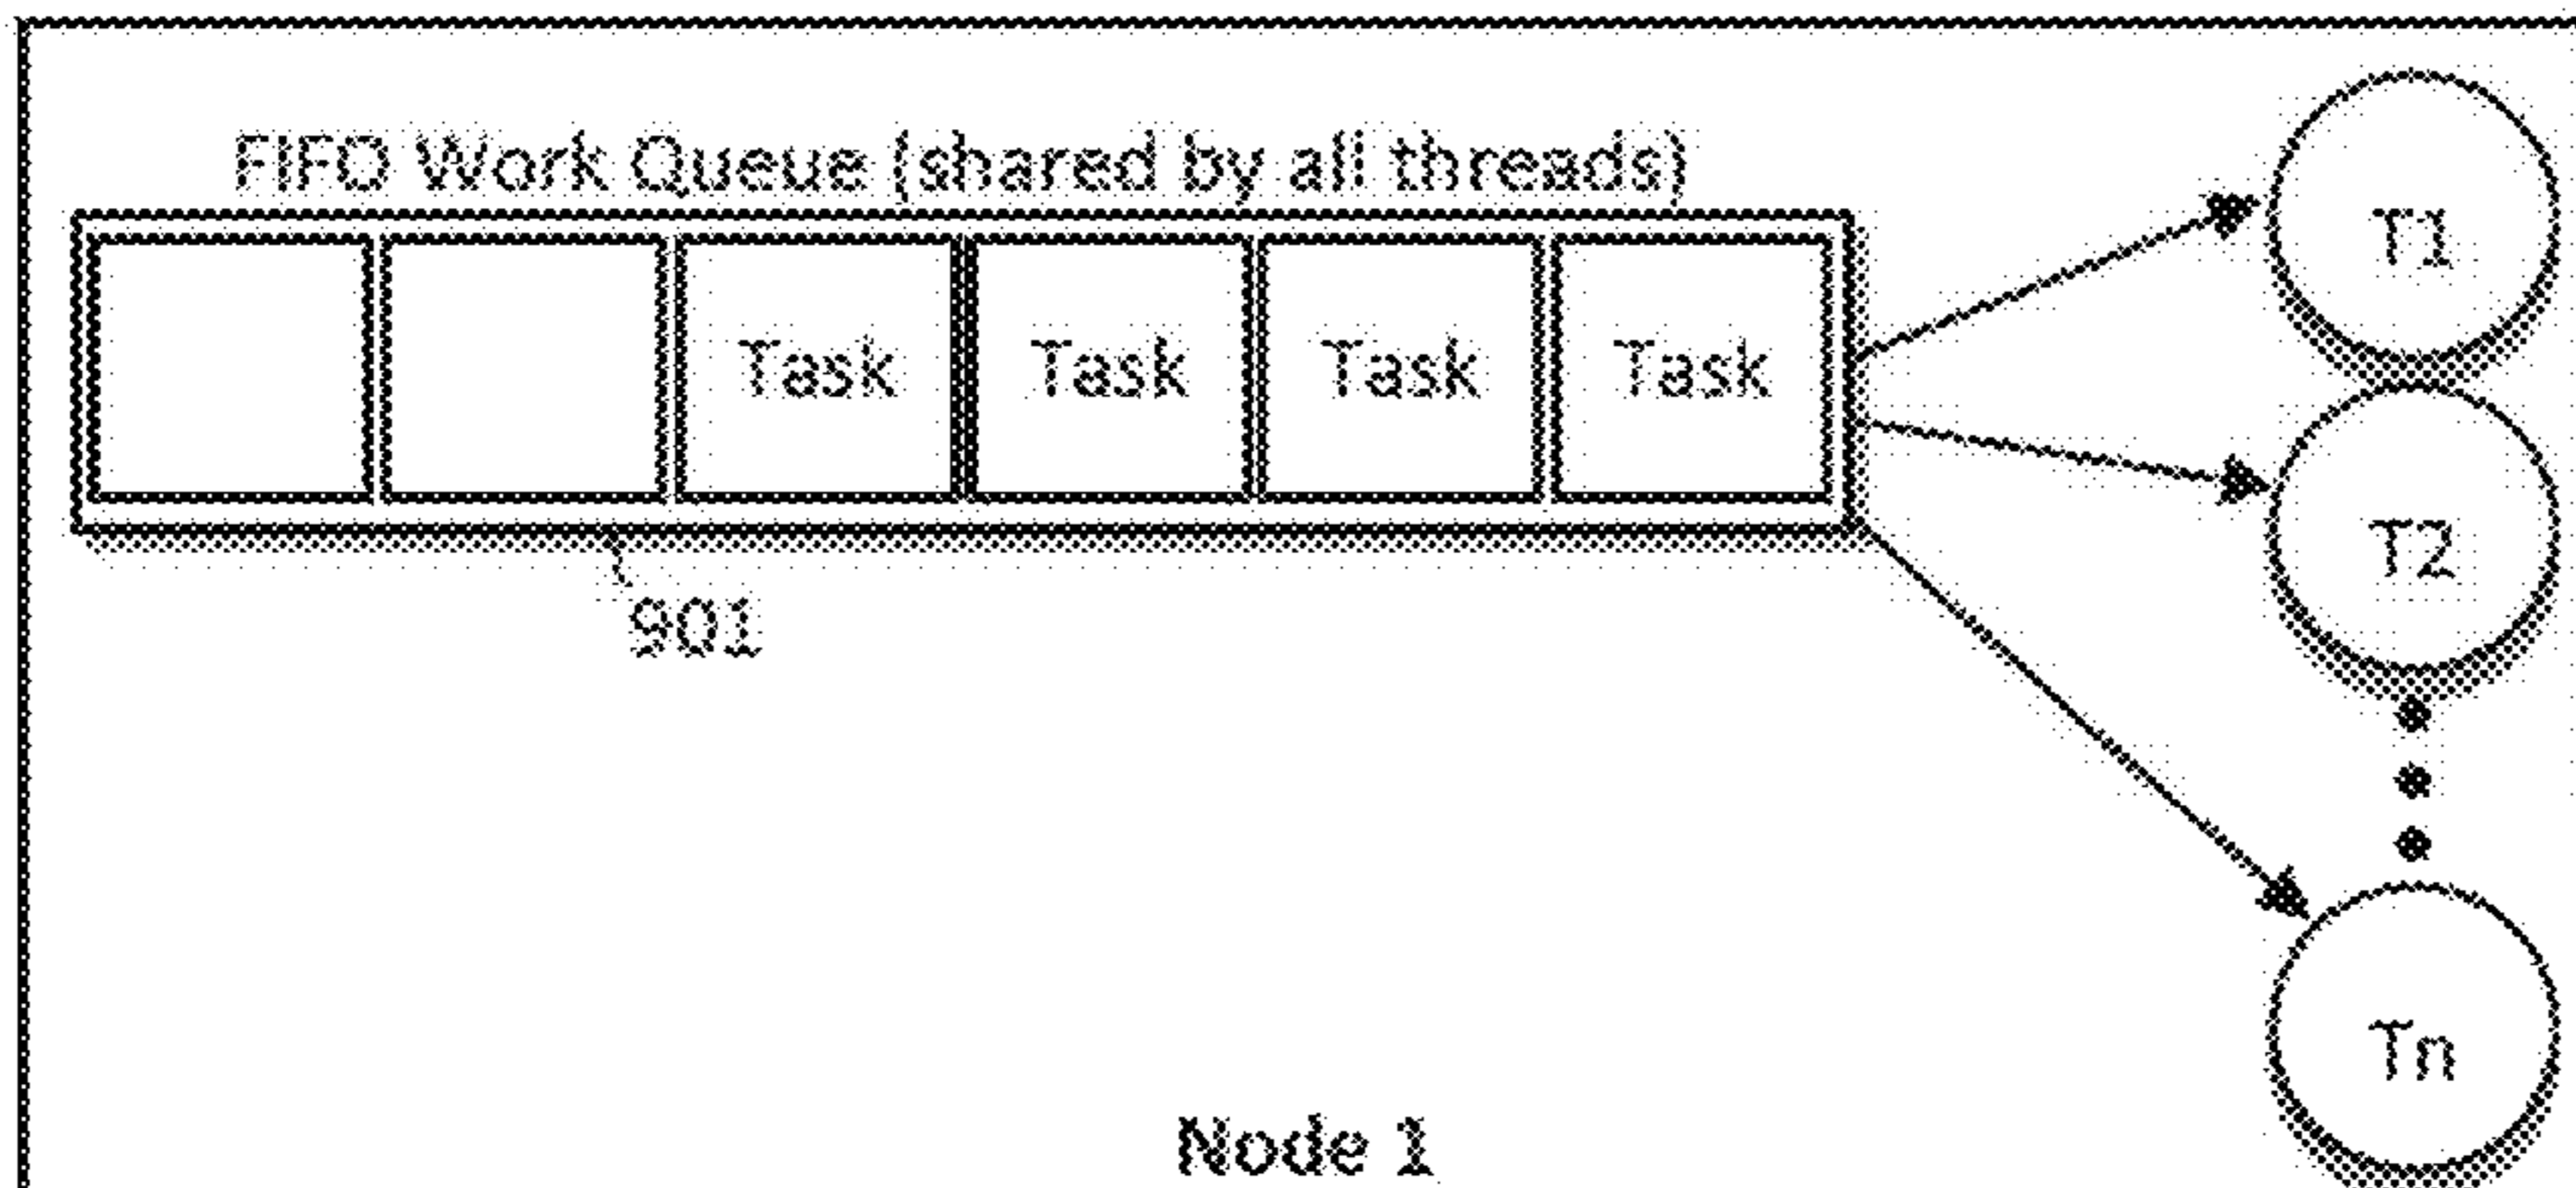 FIFO Work Queue (shared by all threads)
T1
Task Task Task Task
T2
901
Tn
Node 1